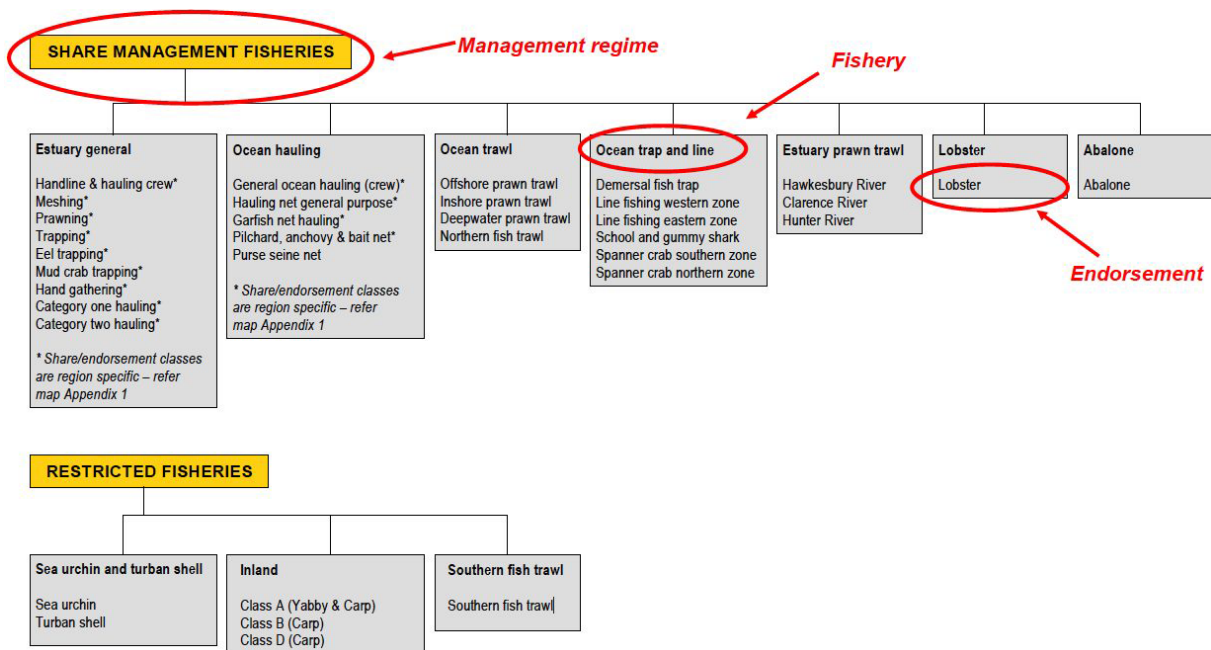 SHARE MANAGEMENT FISHERIES
Management regime
Fishery
Estuary general
Handline & hauling crew*
Meshing*
Prawning*
Trapping*
Eel trapping*
Mud crab trapping*
Hand gathering*
Category one hauling*
Category two hauling*
* Share/endorsement classes
are region specific – refer
map Appendix 1
Ocean hauling
General ocean hauling (crew)*
Hauling net general purpose*
Garfish net hauling*
Pilchard, anchovy & bait net*
Purse seine net
* Share/endorsement classes
are region specific – refer
map Appendix 1
Ocean trawl
Offshore prawn trawl
Inshore prawn trawl
Deepwater prawn trawl
Northern fish trawl
Ocean trap and line
Demersal fish trap
Line fishing western zone
Line fishing eastern zone
School and gummy shark
Spanner crab southern zone
Spanner crab northern zone
Estuary prawn trawl
Hawkesbury River
Clarence River
Hunter River
Lobster
Lobster
Abalone
Abalone
Endorsement
RESTRICTED FISHERIES
Sea urchin and turban shell
Sea urchin
Turban shell
Inland
Class A (Yabby & Carp)
Class B (Carp)
Class D (Carp)
Southern fish trawl
Southern fish trawl